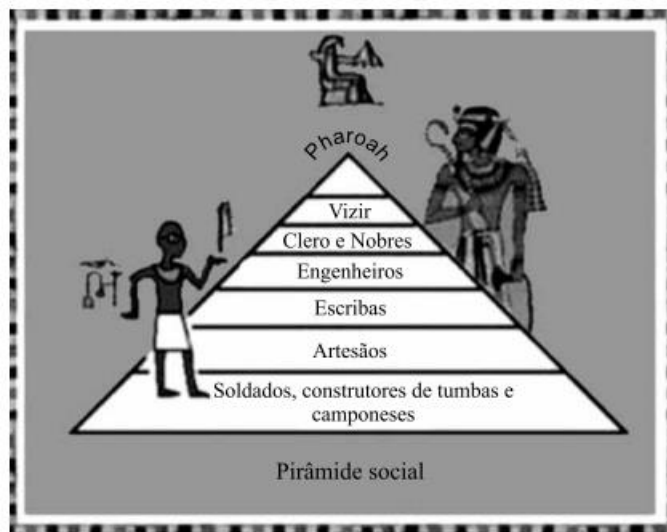 Pharoah
Vizir
Clero e Nobres
Engenheiros
Escribas
Artesãos
Soldados, construtores de tumbas e
camponeses
Pirâmide social